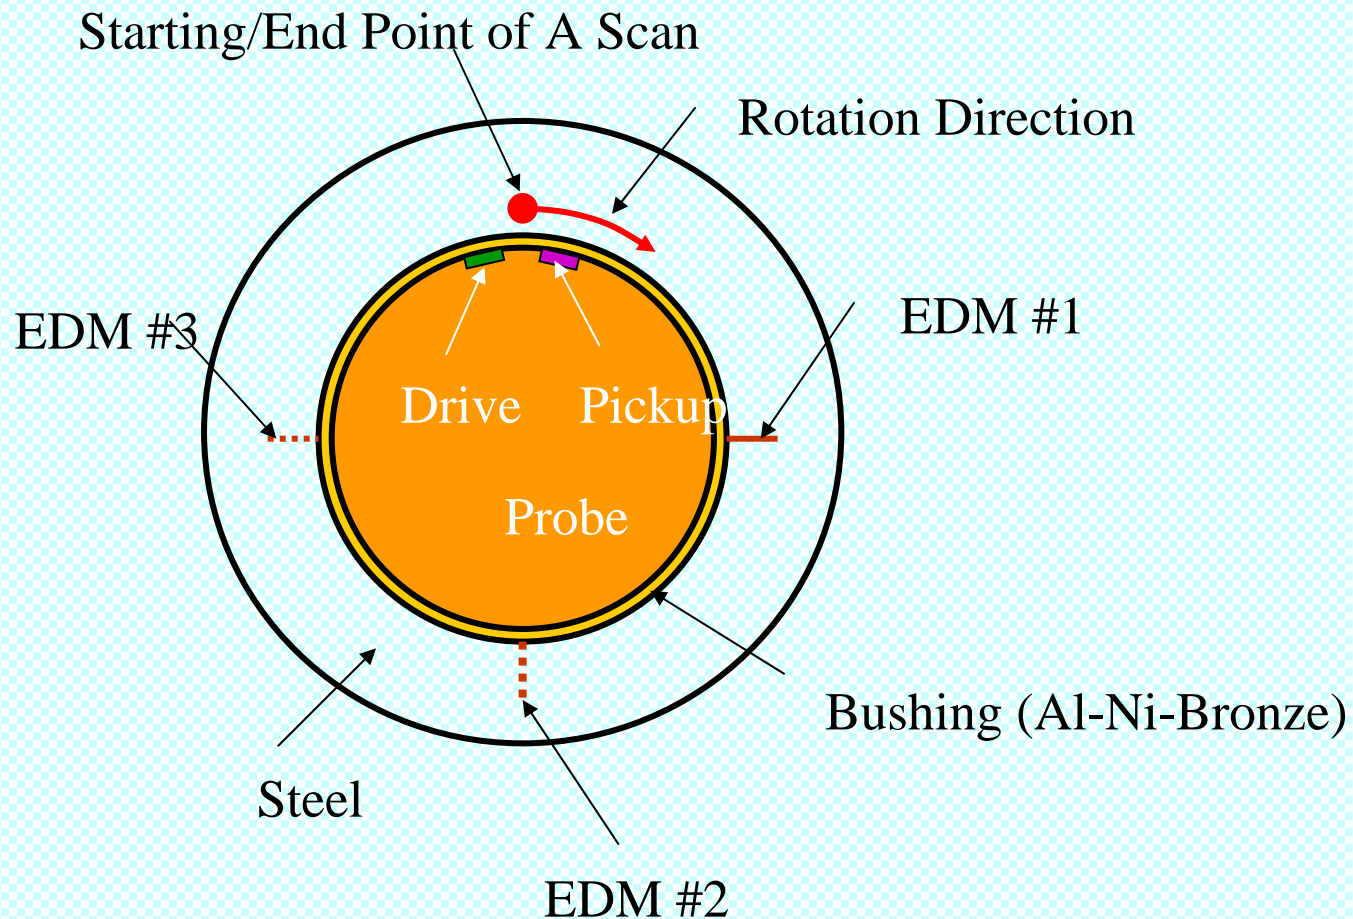 Starting/End Point of A Scan
Rotation Direction
EDM #3
EDM #1
Drive
Pickup
Probe
Bushing (Al-Ni-Bronze)
Steel
EDM #2